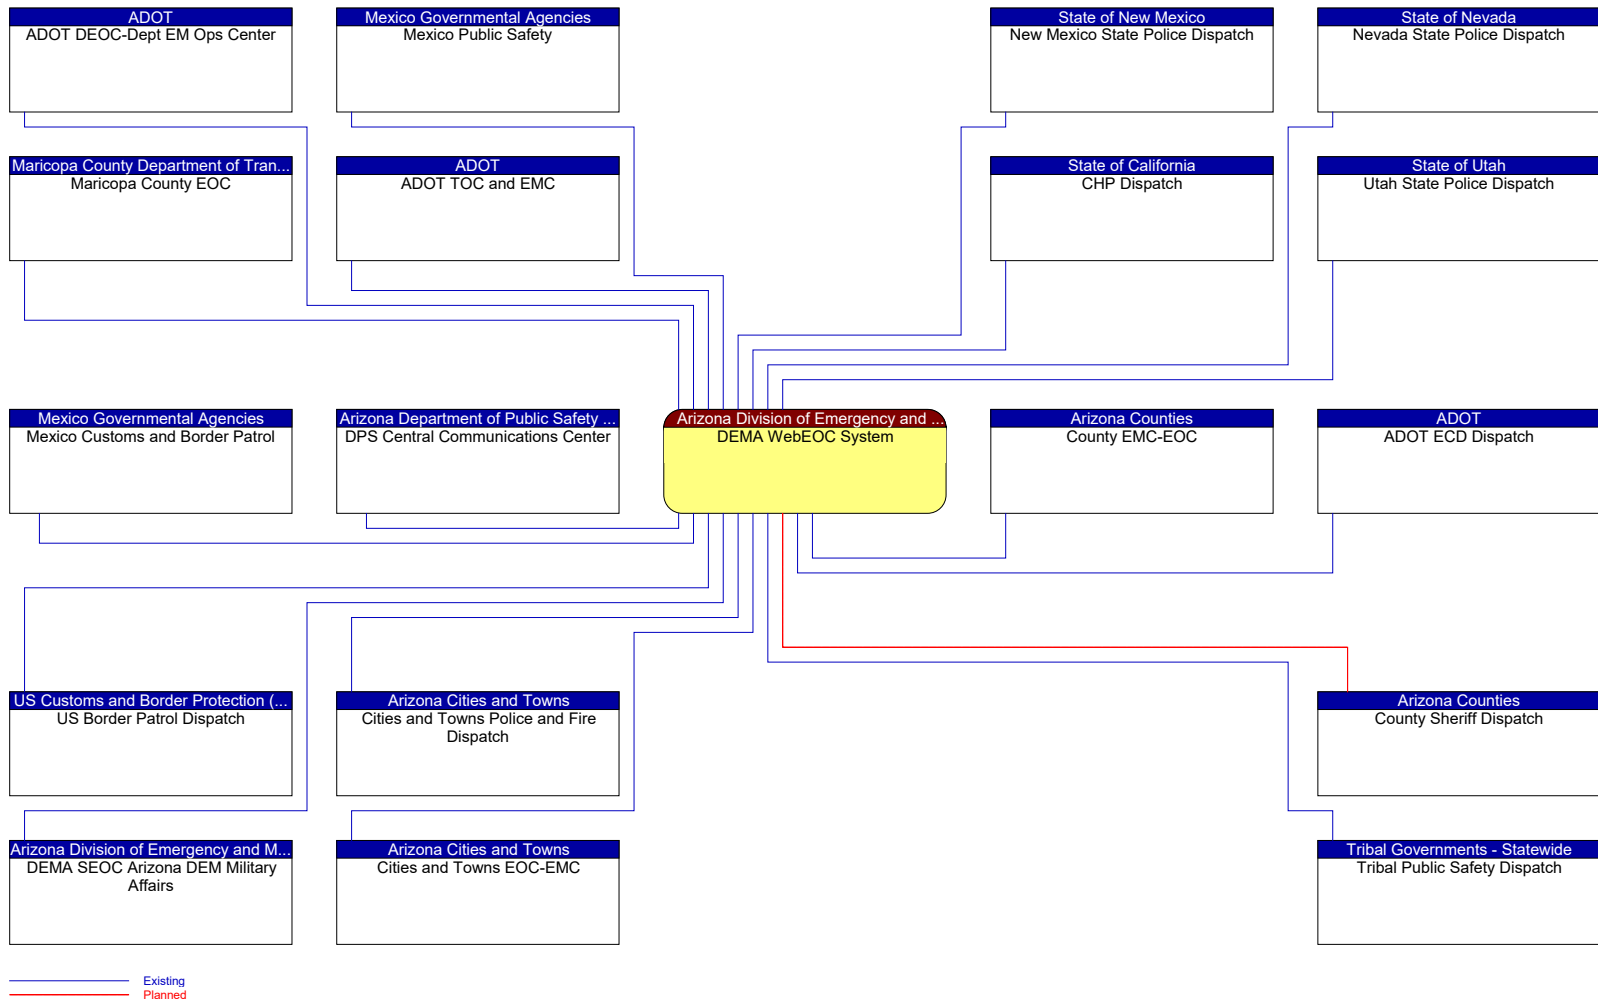 ADOT
ADOT DEOC-Dept EM Ops Center
Mexico Governmental Agencies
Mexico Public Safety
State of New Mexico
New Mexico State Police Dispatch
State of Nevada
Nevada State Police Dispatch
Maricopa County Department of Tran...
Maricopa County EOC
ADOT
ADOT TOC and EMC
State of California
CHP Dispatch
State of Utah
Utah State Police Dispatch
Mexico Governmental Agencies
Mexico Customs and Border Patrol
Arizona Department of Public Safety ...
DPS Central Communications Center
Arizona Division of Emergency and ...
DEMA WebEOC System
Arizona Counties
County EMC-EOC
ADOT
ADOT ECD Dispatch
US Customs and Border Protection (...
US Border Patrol Dispatch
Arizona Cities and Towns
Cities and Towns Police and Fire
Dispatch
Arizona Counties
County Sheriff Dispatch
Arizona Division of Emergency and M...
DEMA SEOC Arizona DEM Military
Affairs
Arizona Cities and Towns
Cities and Towns EOC-EMC
Tribal Governments - Statewide
Tribal Public Safety Dispatch
Existing
Planned